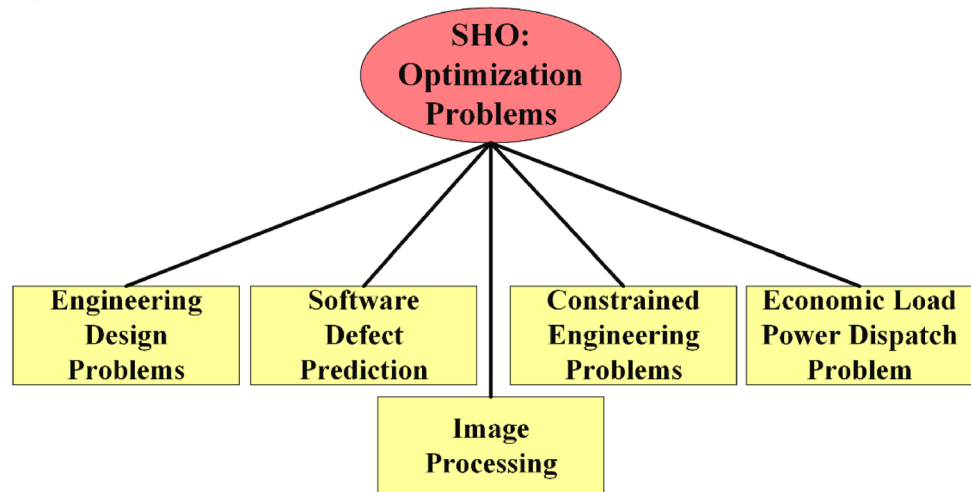 SHO:
Optimization
Problems
Engineering
Design
Problems
Software
Defect
Prediction
Constrained
Engineering
Problems
Economic Load
Power Dispatch
Problem
Image
Processing